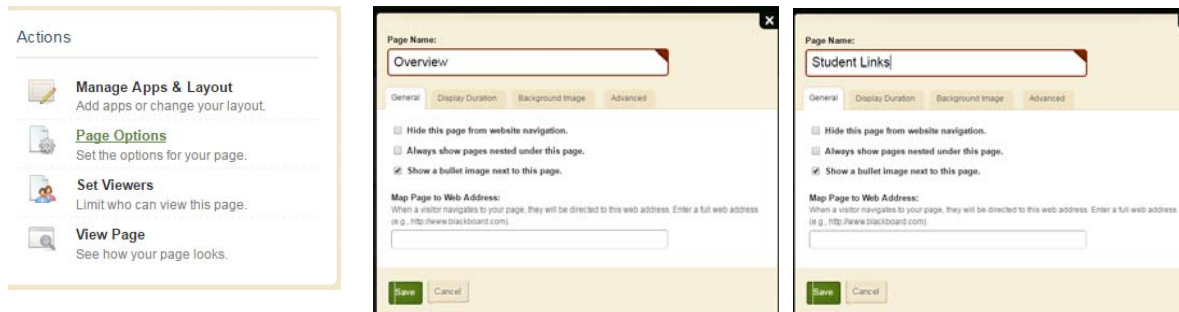 Actions
Manage Apps & Layout
Add apps or change your layout.
Page Options
Set the options for your page.
Set Viewers
Limit who can view this page.
View Page
See how your page looks.
X
Page Name:
Overview
General Display Duration Background Image Advanced
Hide this page from website navigation.
Always show pages nested under this page.
Show a bullet image next to this page.
Map Page to Web Address:
When a visitor navigates to your page, they will be directed to this web address. Enter a full web address
(e.g., http://www.blackboard.com).
Save Cancel
Page Name:
Student Links
General Display Duration Background Image Advanced
Hide this page from website navigation.
Always show pages nested under this page.
Show a bullet image next to this page.
Map Page to Web Address:
When a visitor navigates to your page, they will be directed to this web address. Enter a full web address
(e.g., http://www.blackboard.com).
Save Cancel